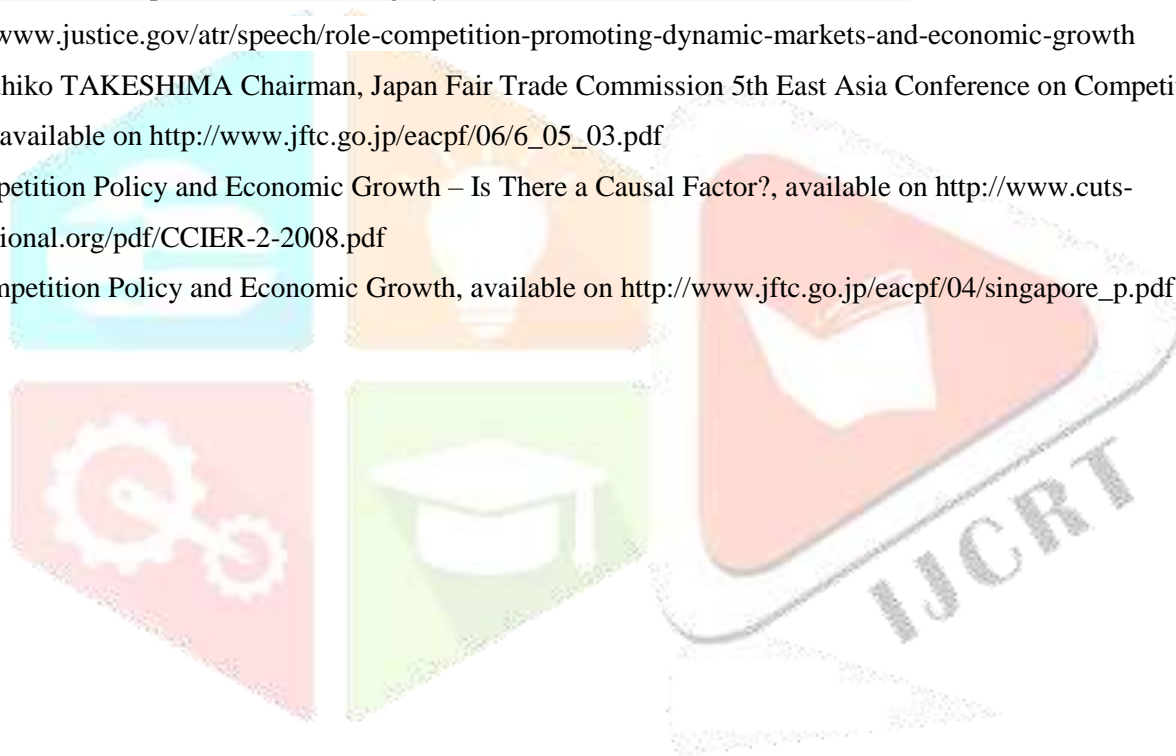 www.justice.gov/atr/speech/role-competition-promoting-dynamic-markets-and-economic-growth
hiko TAKESHIMA Chairman, Japan Fair Trade Commission 5th East Asia Conference on Competi
available on http://www.jftc.go.jp/eacpf/06/6_05_03.pdf
petition Policy and Economic Growth – Is There a Causal Factor?, available on http://www.cuts-
ional.org/pdf/CCIER-2-2008.pdf
mpetition Policy and Economic Growth, available on http://www.jftc.go.jp/eacpf/04/singapore_p.pdf
IJCRT